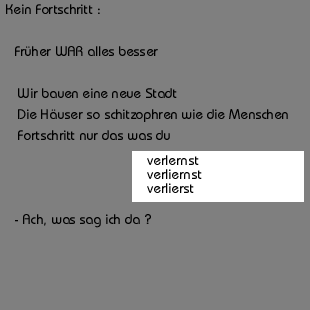 Kein Fortschritt :
Früher WAR alles besser
Wir bauen eine neue Stadt
Die Häuser so schitzophren wie die Menschen
Fortschritt nur das was du
verlernst
verliernst
verlierst
- Ach, was sag ich da ?